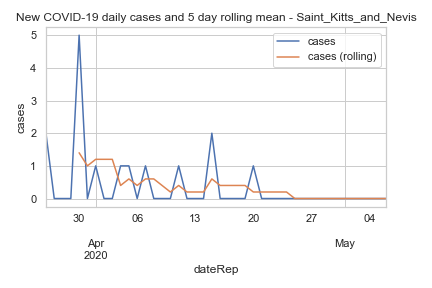 New COVID-19 daily cases and 5 day rolling mean - Saint_Kitts_and_Nevis
cases
cases (rolling)
5
4
3
2
1
0
cases
30
06
13
20
27
04
Apr
2020
May
dateRep